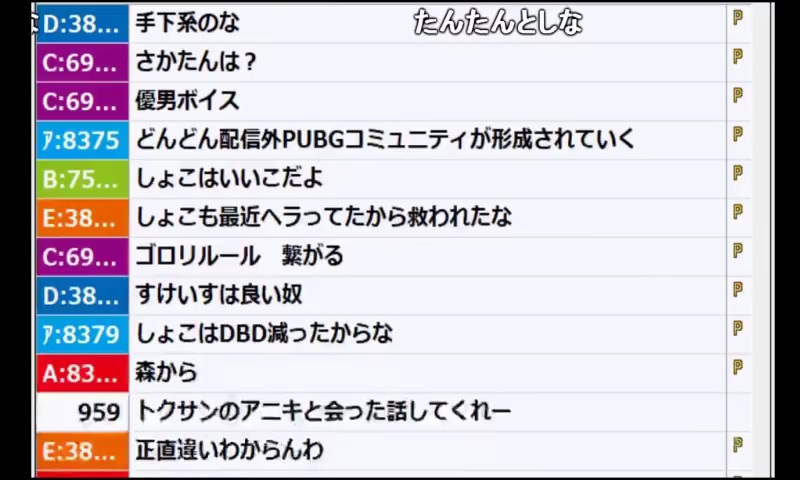 たんたんとしな
D:38... 手下系のな P
C:69... さかたんは？ P
C:69... 優男ボイス P
ｱ:8375 どんどん配信外PUBGコミュニティが形成されていく P
B:75... しょこはいいこだよ P
E:38... しょこも最近ヘラってたから救われたな P
C:69... ゴロリルール　繋がる P
D:38... すけいすは良い奴 P
ｱ:8379 しょこはDBD減ったからな P
A:83... 森から P
959 トクサンのアニキと会った話してくれー
E:38... 正直違いわからんわ P